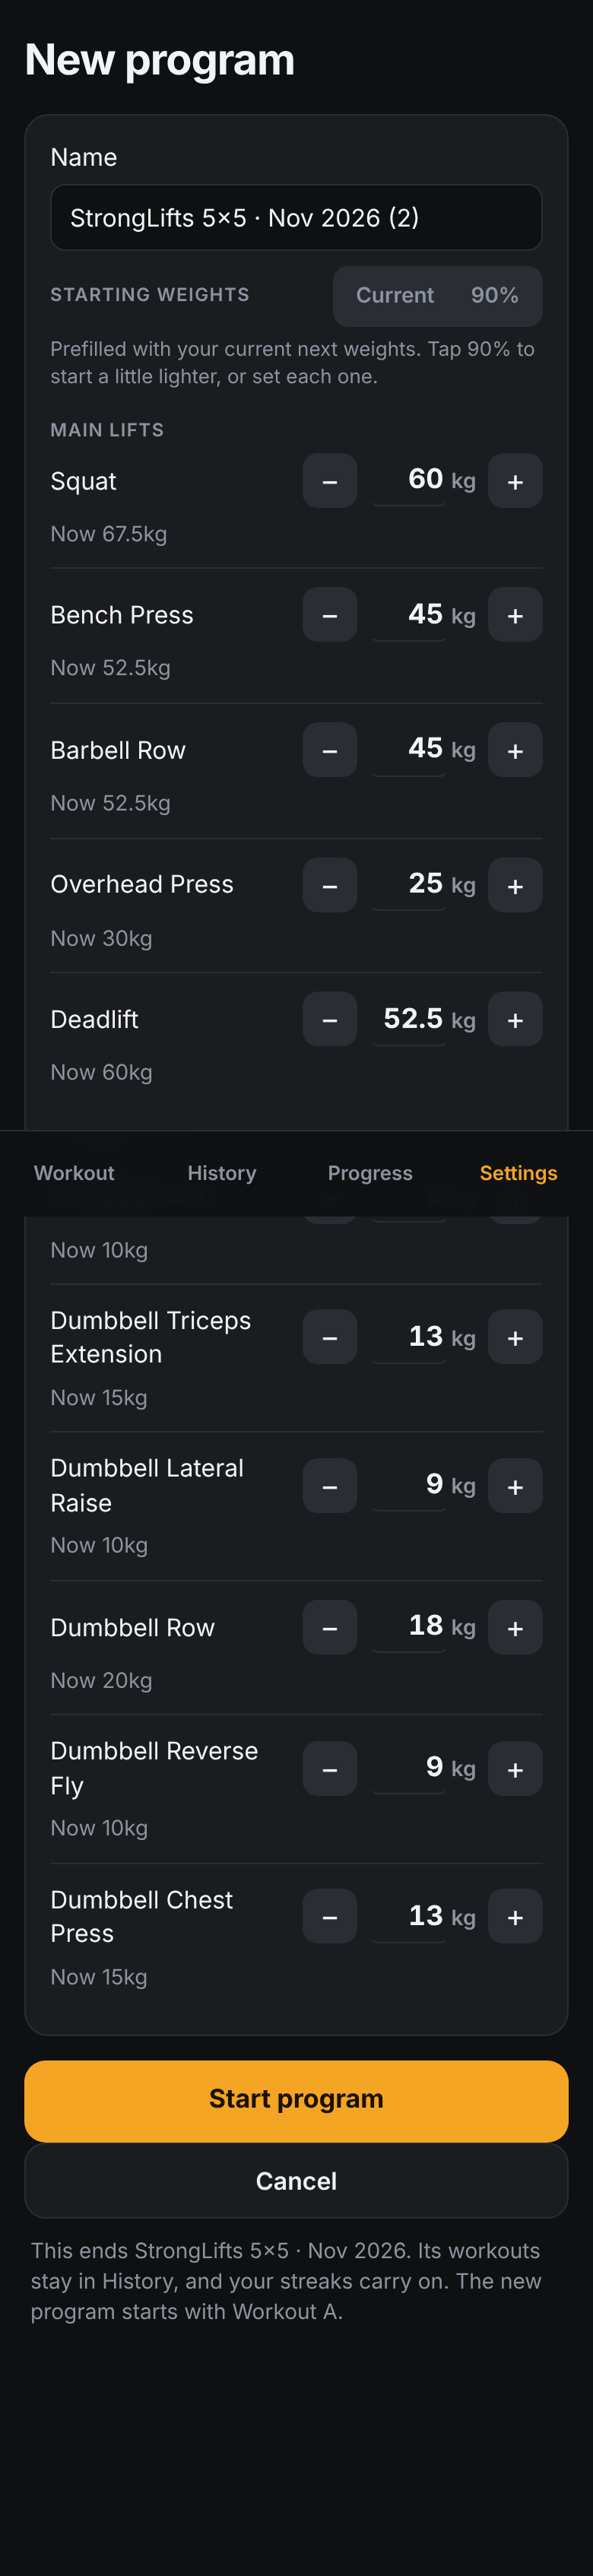 New program
Name
StrongLifts 5×5 · Nov 2026 (2)
STARTING WEIGHTS
Current 90%
Prefilled with your current next weights. Tap 90% to
start a little lighter, or set each one.
MAIN LIFTS
Squat − 60 kg +
Now 67.5kg
Bench Press − 45 kg +
Now 52.5kg
Barbell Row − 45 kg +
Now 52.5kg
Overhead Press − 25 kg +
Now 30kg
Deadlift − 52.5 kg +
Now 60kg
Workout History Progress Settings
Now 10kg
Dumbbell Triceps
Extension
− 13 kg +
Now 15kg
Dumbbell Lateral
Raise
− 9 kg +
Now 10kg
Dumbbell Row − 18 kg +
Now 20kg
Dumbbell Reverse
Fly
− 9 kg +
Now 10kg
Dumbbell Chest
Press
− 13 kg +
Now 15kg
Start program
Cancel
This ends StrongLifts 5×5 · Nov 2026. Its workouts
stay in History, and your streaks carry on. The new
program starts with Workout A.